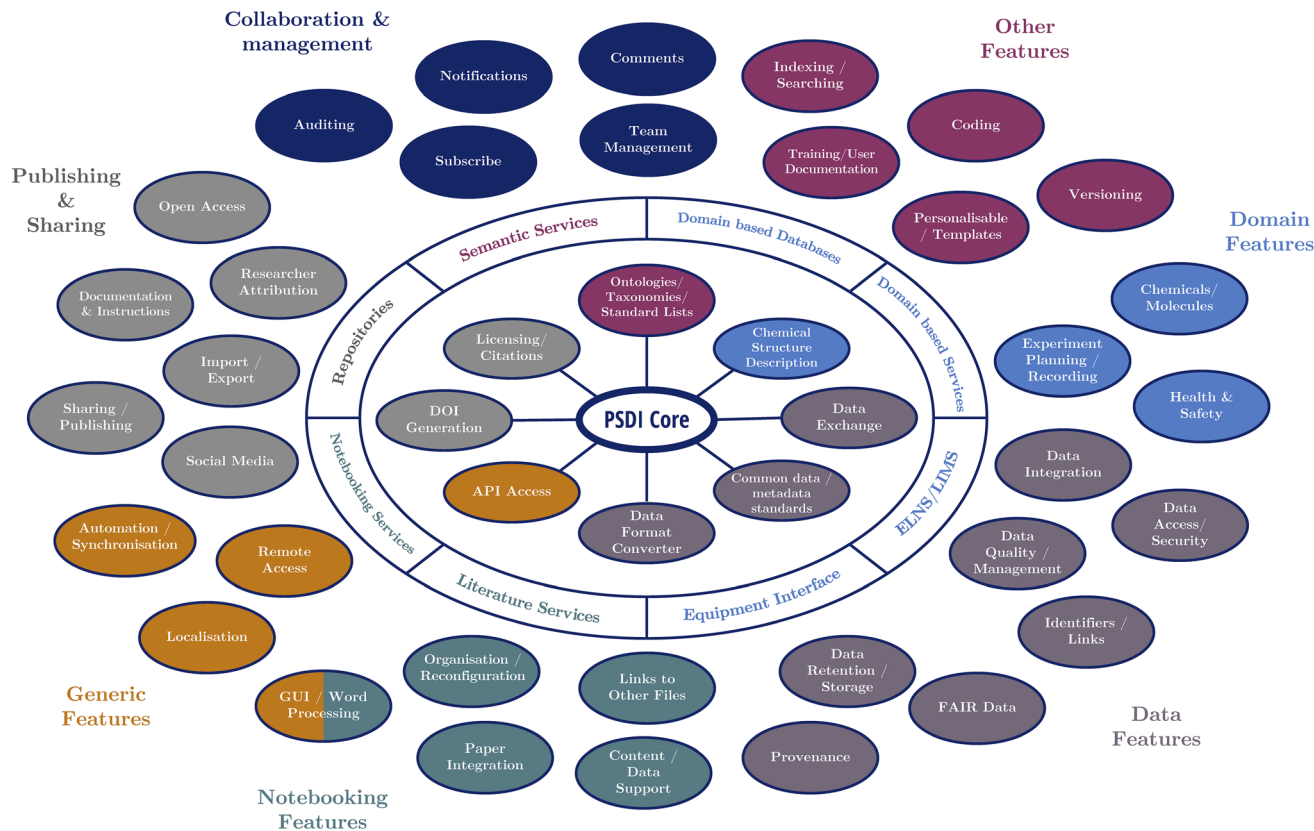 Collaboration &
management
Notifications
Comments
Auditing
Subscribe
Team
Management
Other
Features
Indexing /
Searching
Coding
Training/User
Documentation
Versioning
Personalisable
/ Templates
Publishing
&
Sharing
Open Access
Researcher
Attribution
Documentation
& Instructions
Import /
Export
Sharing /
Publishing
Social Media
Domain
Features
Chemicals/
Molecules
Experiment
Planning /
Recording
Health &
Safety
Semantic Services
Domain based Databases
Domain based Services
ELNS/LIMS
Equipment Interface
Literature Services
Notebooking Services
Repositories
Ontologies/
Taxonomies/
Standard Lists
Licensing/
Citations
Chemical
Structure
Description
DOI
Generation
PSDI Core
Data
Exchange
API Access
Data
Format
Converter
Common data /
metadata
standards
Data
Integration
Data
Access/
Security
Data
Quality /
Management
Identifiers /
Links
Data
Retention /
Storage
FAIR Data
Provenance
Data
Features
Automation /
Synchronisation
Remote
Access
Localisation
GUI / Word
Processing
Generic
Features
Organisation /
Reconfiguration
Links to
Other Files
Paper
Integration
Content /
Data
Support
Notebooking
Features